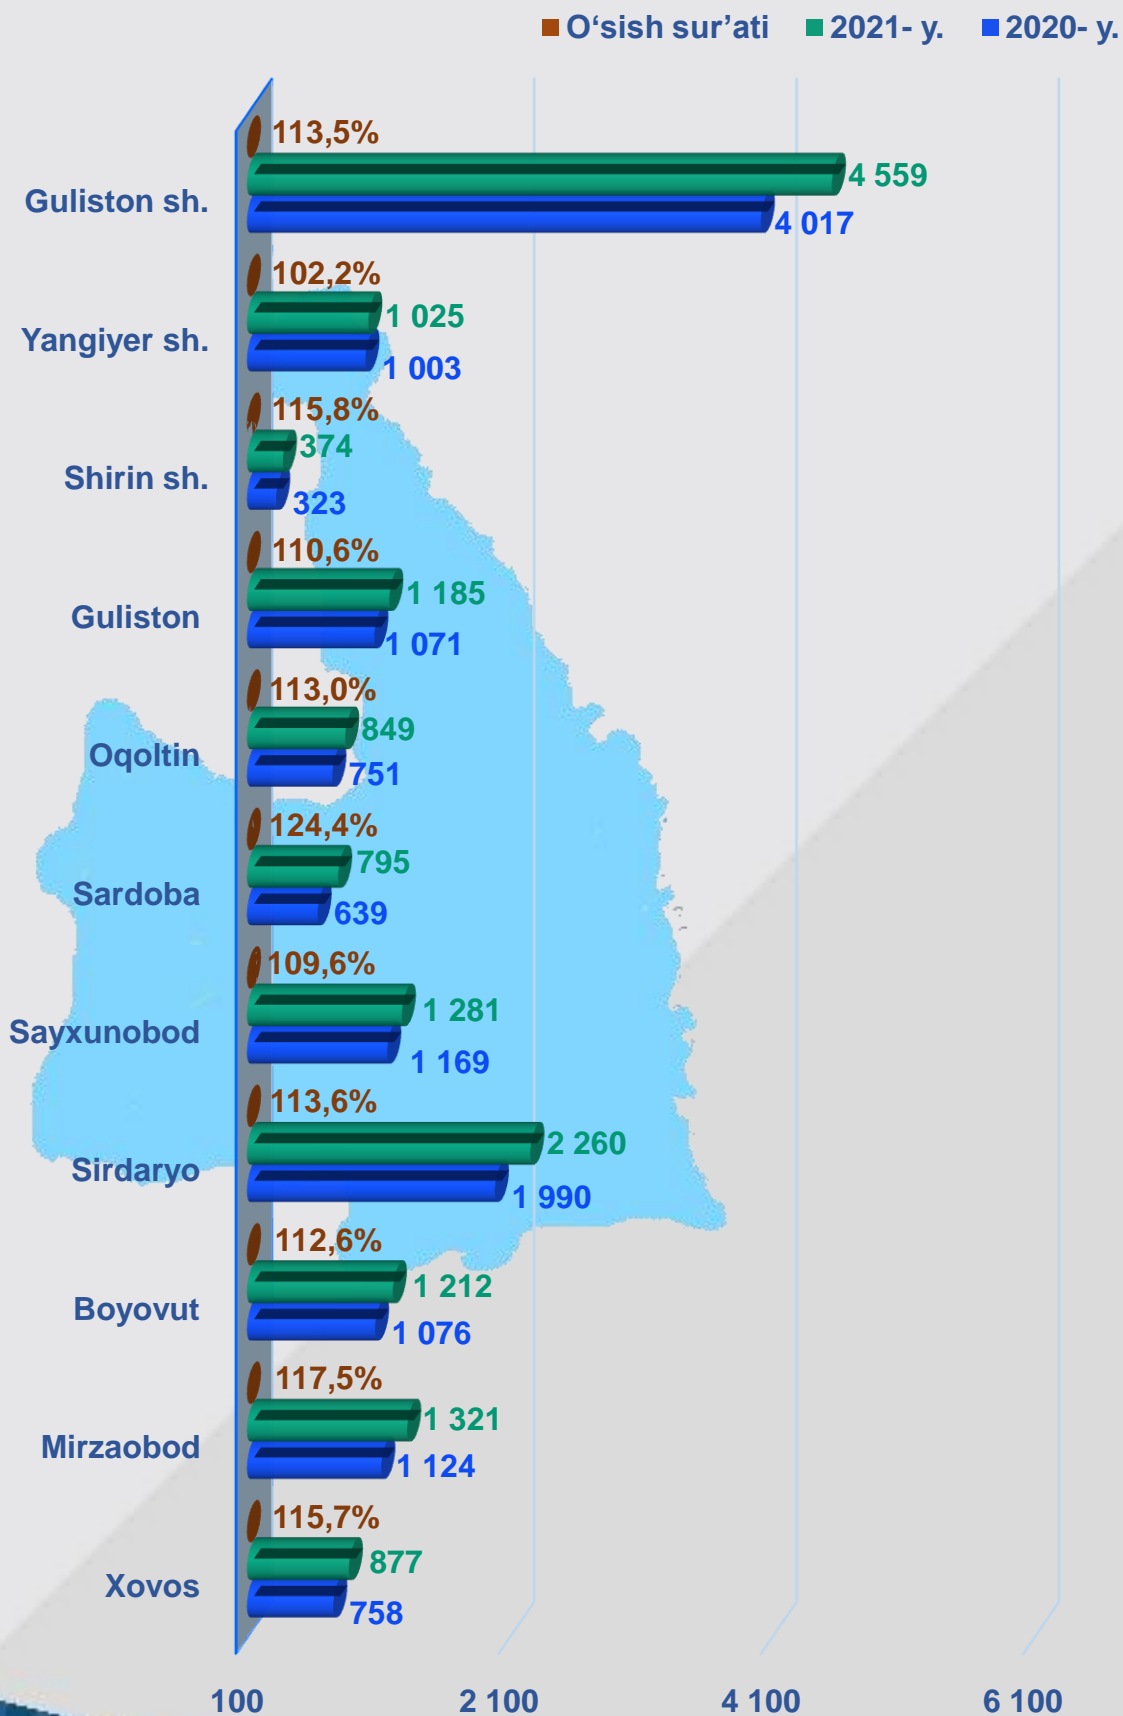 O‘sish sur’ati 2021- y. 2020- y.
113,5%
4 559
Guliston sh.
4 017
102,2%
1 025
Yangiyer sh.
1 003
115,8%
374
Shirin sh.
323
110,6%
1 185
Guliston
1 071
113,0%
849
Oqoltin
751
124,4%
795
Sardoba
639
109,6%
1 281
Sayxunobod
1 169
113,6%
2 260
Sirdaryo
1 990
112,6%
1 212
Boyovut
1 076
117,5%
1 321
Mirzaobod
1 124
115,7%
877
Xovos
758
100 2 100 4 100 6 100